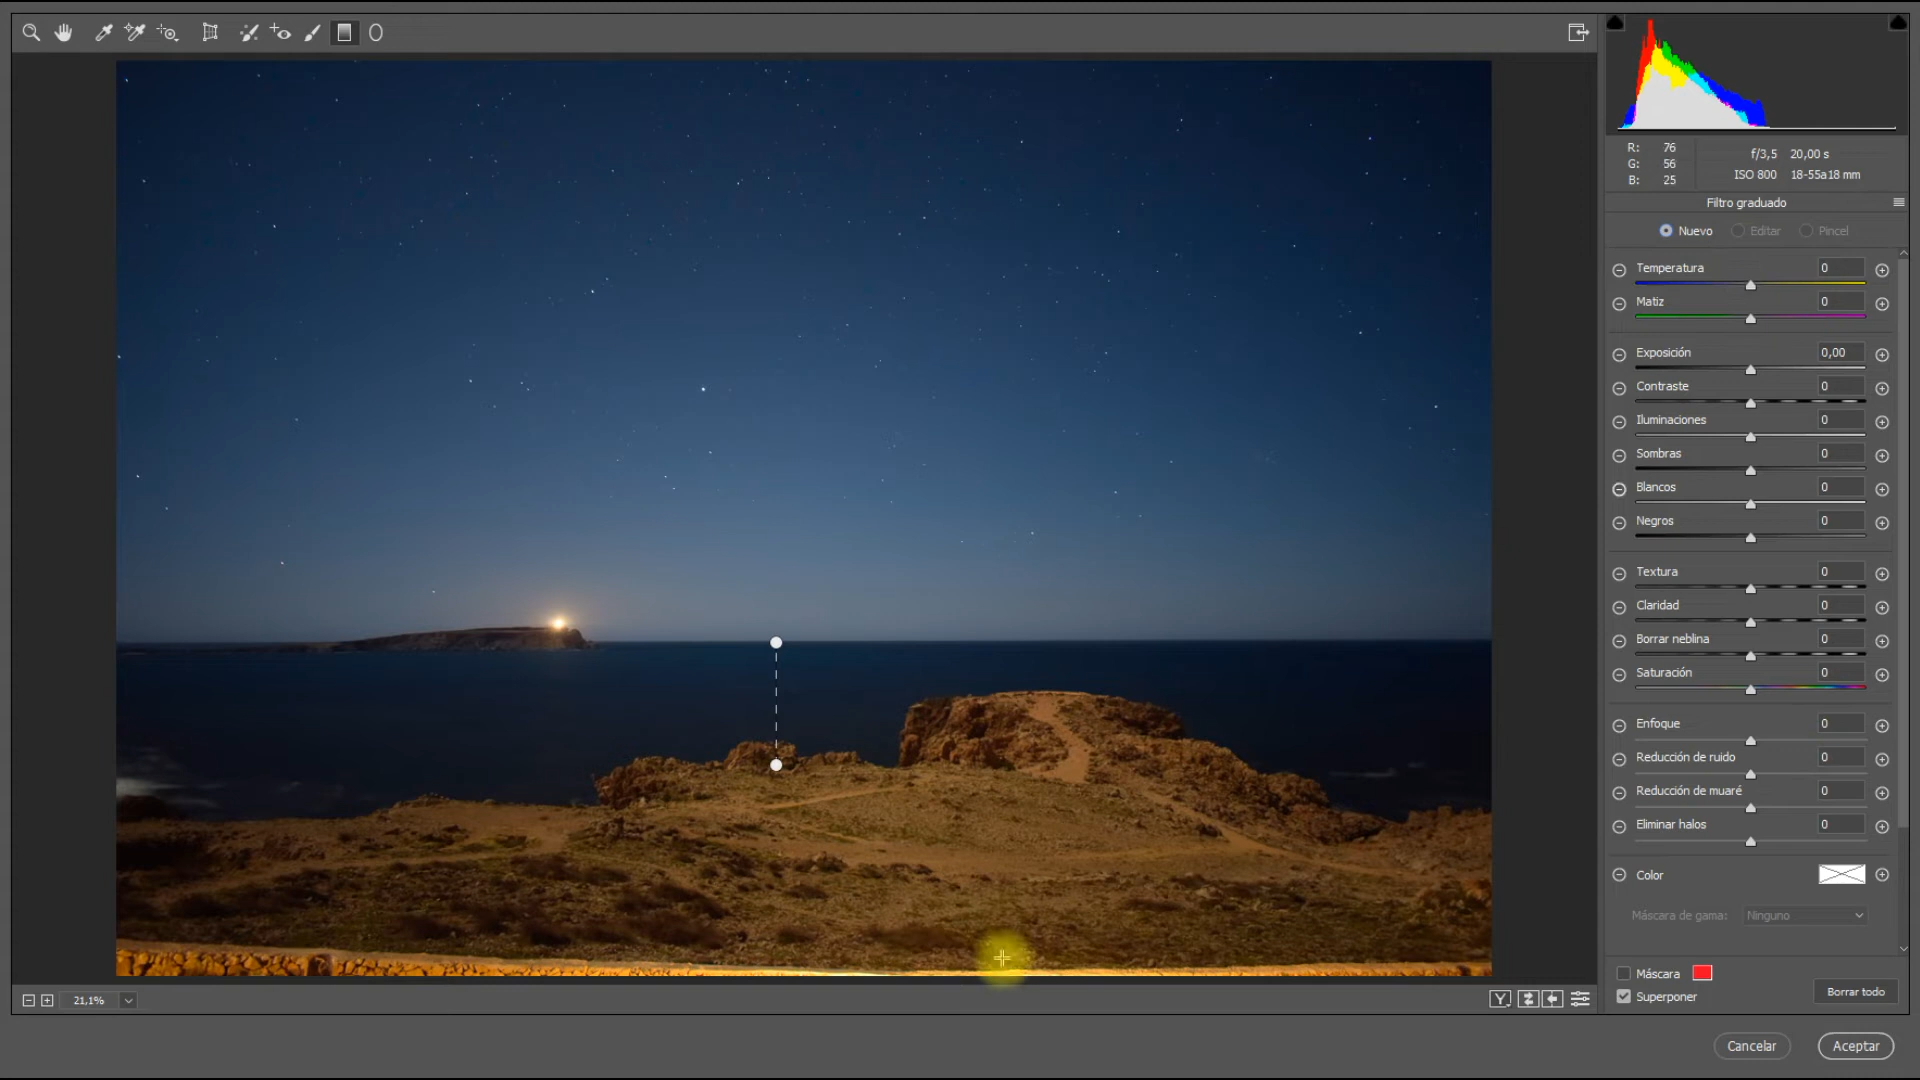 R: 76
G: 56
B: 25
f/3,5 20,00 s
ISO 800 18-55a18 mm
Filtro graduado
Nuevo Editar Pincel
Temperatura 0
Matiz 0
Exposición 0,00
Contraste 0
Iluminaciones 0
Sombras 0
Blancos 0
Negros 0
Textura 0
Claridad 0
Borrar neblina 0
Saturación 0
Enfoque 0
Reducción de ruido 0
Reducción de muaré 0
Eliminar halos 0
Color
Máscara de gama: Ninguno
Máscara
Superponer
Borrar todo
21,1%
Y
Cancelar Aceptar